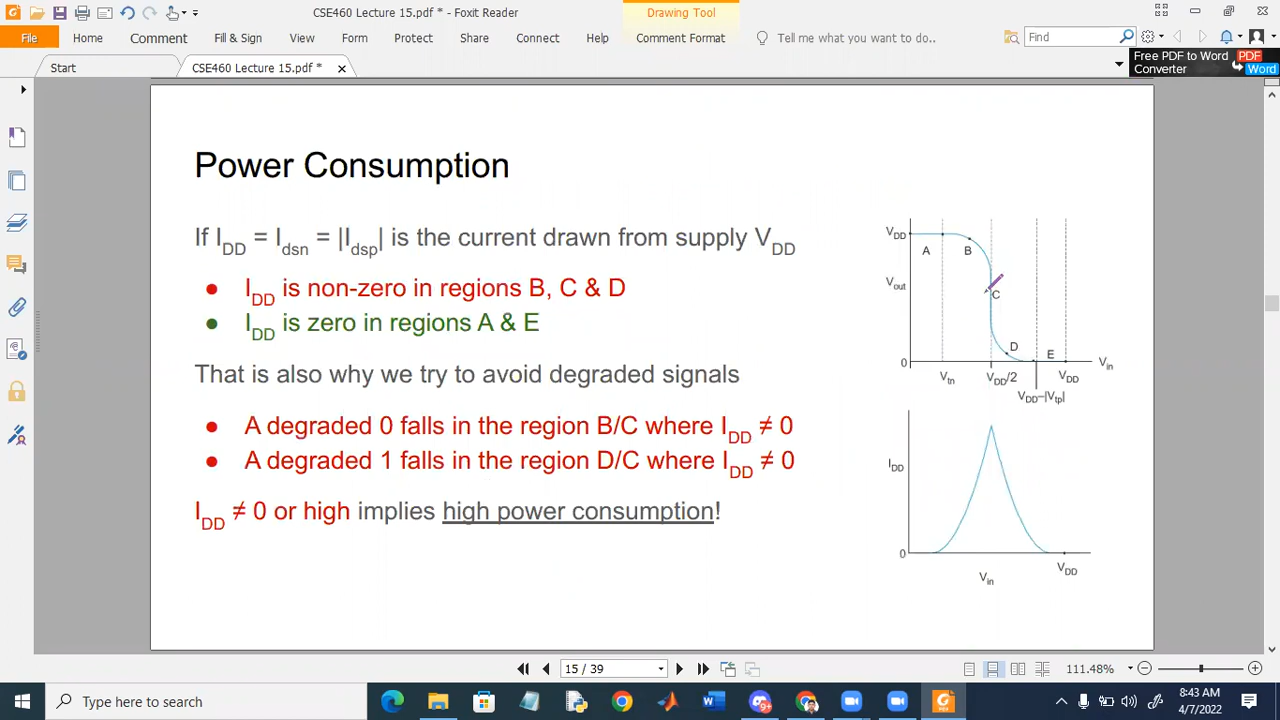 CSE460 Lecture 15.pdf * - Foxit Reader
Drawing Tool
File
Home
Comment
Fill & Sign
View
Form
Protect
Share
Connect
Help
Comment Format
Tell me what you want to do..
Find
Start
CSE460 Lecture 15.pdf *
Free PDF to Word
Converter
PDF
Word
Power Consumption
If IDD = Idsn = |Idsp| is the current drawn from supply VDD
● IDD is non-zero in regions B, C & D
● IDD is zero in regions A & E
That is also why we try to avoid degraded signals
● A degraded 0 falls in the region B/C where IDD ≠ 0
● A degraded 1 falls in the region D/C where IDD ≠ 0
IDD ≠ 0 or high implies high power consumption!
VDD
A
B
Vout
C
D
E
0
Vin
Vtn
VDD/2
VDD
VDD−|Vtp|
IDD
0
VDD
Vin
15 / 39
111.48%
Type here to search
8:43 AM
4/7/2022